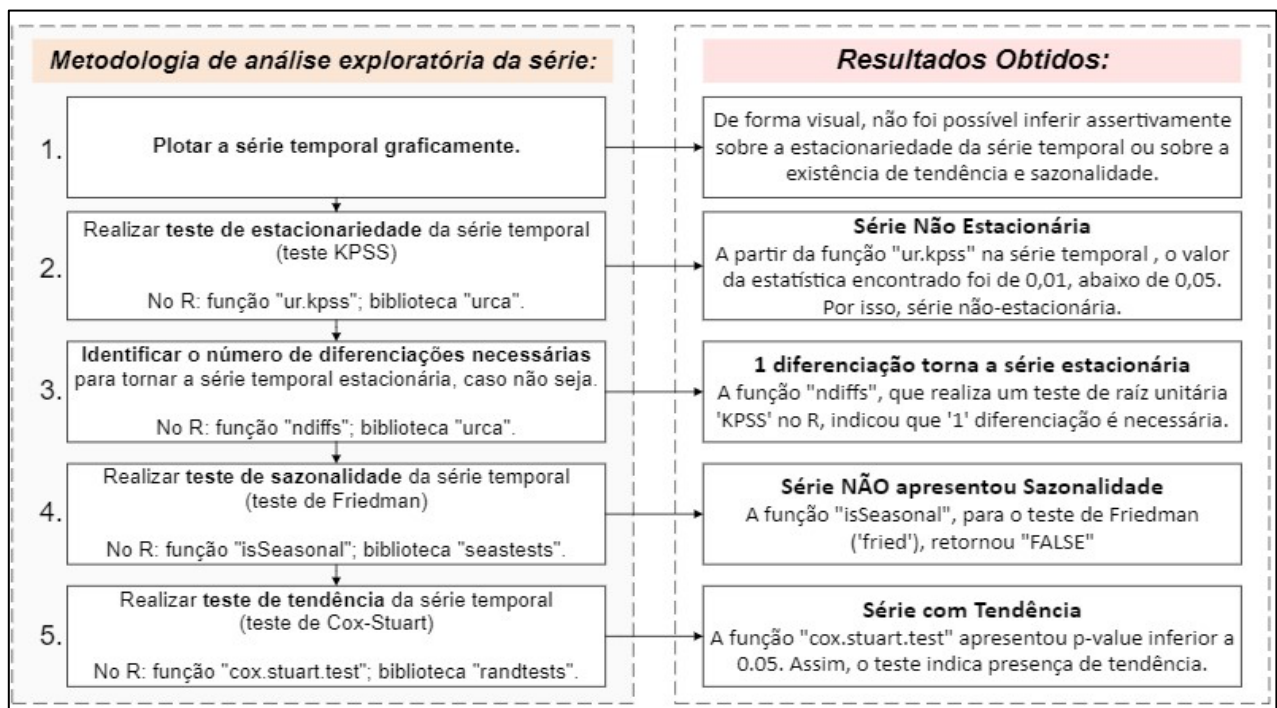 Metodologia de análise exploratória da série:
Resultados Obtidos:
1.
Plotar a série temporal graficamente.
De forma visual, não foi possível inferir assertivamente
sobre a estacionariedade da série temporal ou sobre a
existência de tendência e sazonalidade.
2.
Realizar teste de estacionariedade da série temporal
(teste KPSS)
No R: função "ur.kpss"; biblioteca "urca".
Série Não Estacionária
A partir da função "ur.kpss" na série temporal , o valor
da estatística encontrado foi de 0,01, abaixo de 0,05.
Por isso, série não-estacionária.
3.
Identificar o número de diferenciações necessárias
para tornar a série temporal estacionária, caso não seja.
No R: função "ndiffs"; biblioteca "urca".
1 diferenciação torna a série estacionária
A função "ndiffs", que realiza um teste de raíz unitária
'KPSS' no R, indicou que '1' diferenciação é necessária.
4.
Realizar teste de sazonalidade da série temporal
(teste de Friedman)
No R: função "isSeasonal"; biblioteca "seastests".
Série NÃO apresentou Sazonalidade
A função "isSeasonal", para o teste de Friedman
('fried'), retornou "FALSE"
5.
Realizar teste de tendência da série temporal
(teste de Cox-Stuart)
No R: função "cox.stuart.test"; biblioteca "randtests".
Série com Tendência
A função "cox.stuart.test" apresentou p-value inferior a
0.05. Assim, o teste indica presença de tendência.